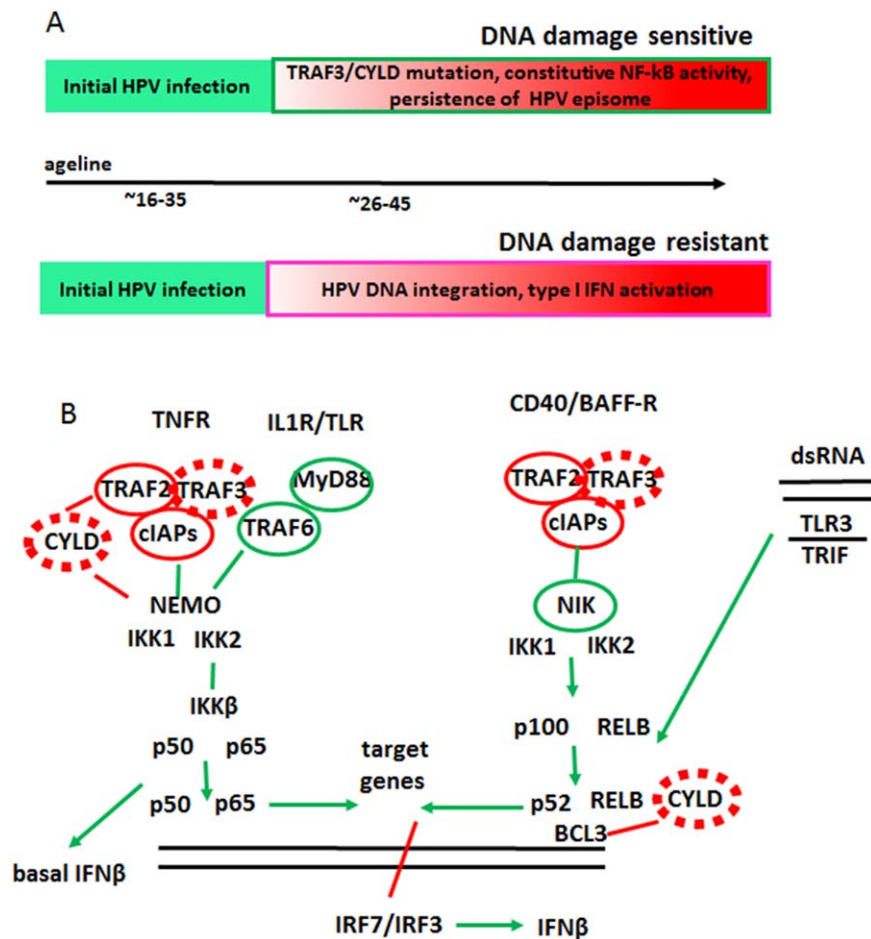 A
DNA damage sensitive
Initial HPV infection
TRAF3/CYLD mutation, constitutive NF-kB activity,
persistence of HPV episome
ageline
~16-35
~26-45
DNA damage resistant
Initial HPV infection
HPV DNA integration, type I IFN activation
B
TNFR
IL1R/TLR
CD40/BAFF-R
TRAF2
TRAF3
MyD88
CYLD
cIAPs
TRAF6
NEMO
IKK1
IKK2
IKKβ
p50
p65
p50
p65
basal IFNβ
target
genes
TRAF2
TRAF3
cIAPs
NIK
IKK1
IKK2
p100
RELB
p52
RELB
CYLD
BCL3
dsRNA
TLR3
TRIF
IRF7/IRF3
IFNβ